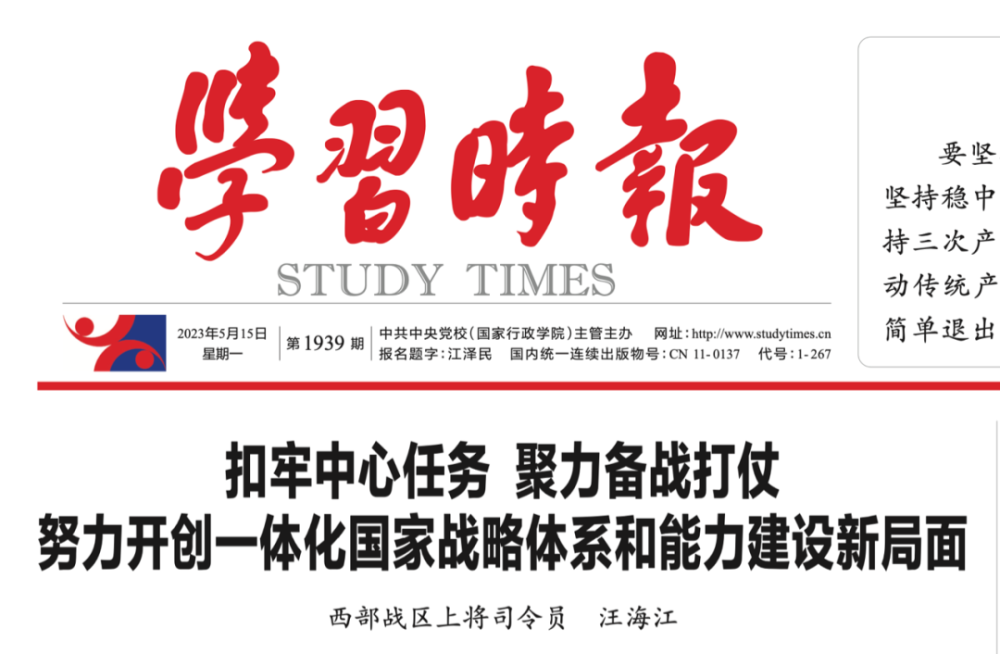 學習時報
STUDY TIMES
2023年5月15日
星期一
第1939期
中共中央党校(国家行政学院)主管主办 网址:http://www.studytimes.cn
报名题字:江泽民 国内统一连续出版物号:CN 11-0137 代号:1-267
要坚
坚持稳中
持三次产
动传统产
简单退出
扣牢中心任务 聚力备战打仗
努力开创一体化国家战略体系和能力建设新局面
西部战区上将司令员 汪海江